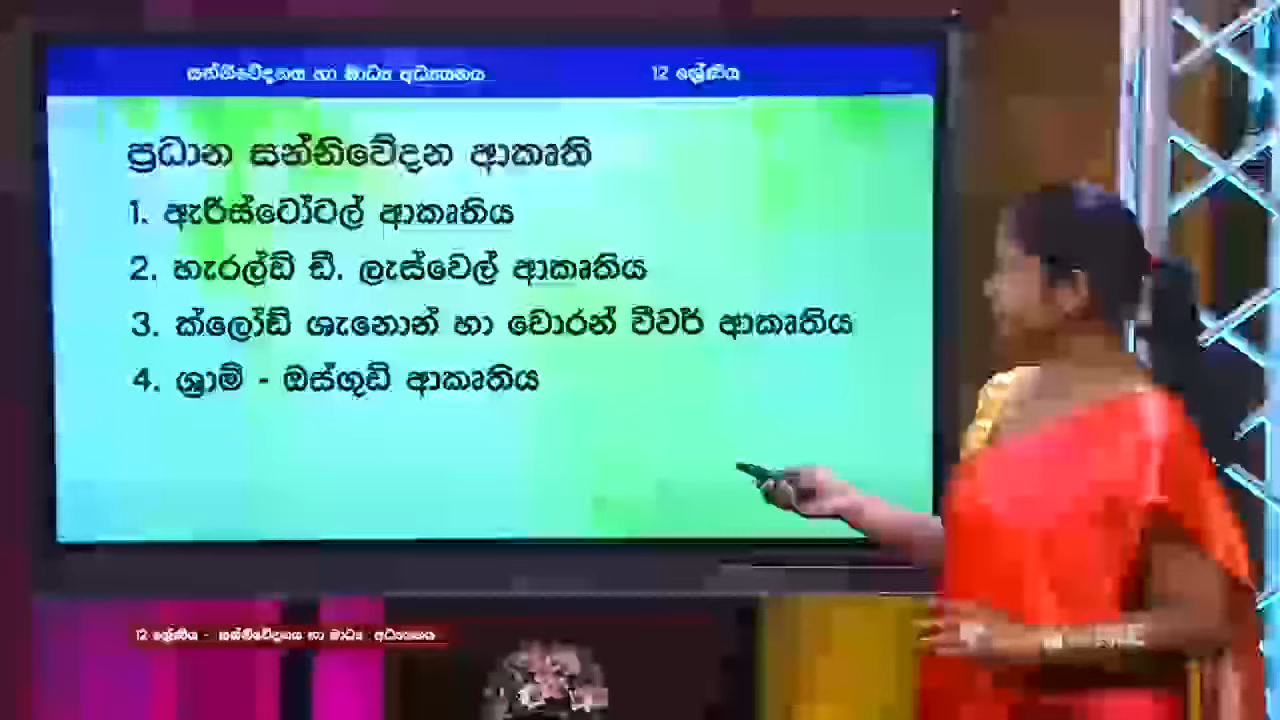 සන්නිවේදනය හා මාධ්‍ය අධ්‍යයනය 12 ශ්‍රේණිය
ප්‍රධාන සන්නිවේදන ආකෘති
1. ඇරිස්ටෝටල් ආකෘතිය
2. හැරල්ඩ් ඩී. ලැස්වෙල් ආකෘතිය
3. ක්ලෝඩ් ශැනොන් හා වොරන් වීවර් ආකෘතිය
4. ශ්‍රාම් - ඔස්ගුඩ් ආකෘතිය
12 ශ්‍රේණිය - සන්නිවේදනය හා මාධ්‍ය අධ්‍යයනය